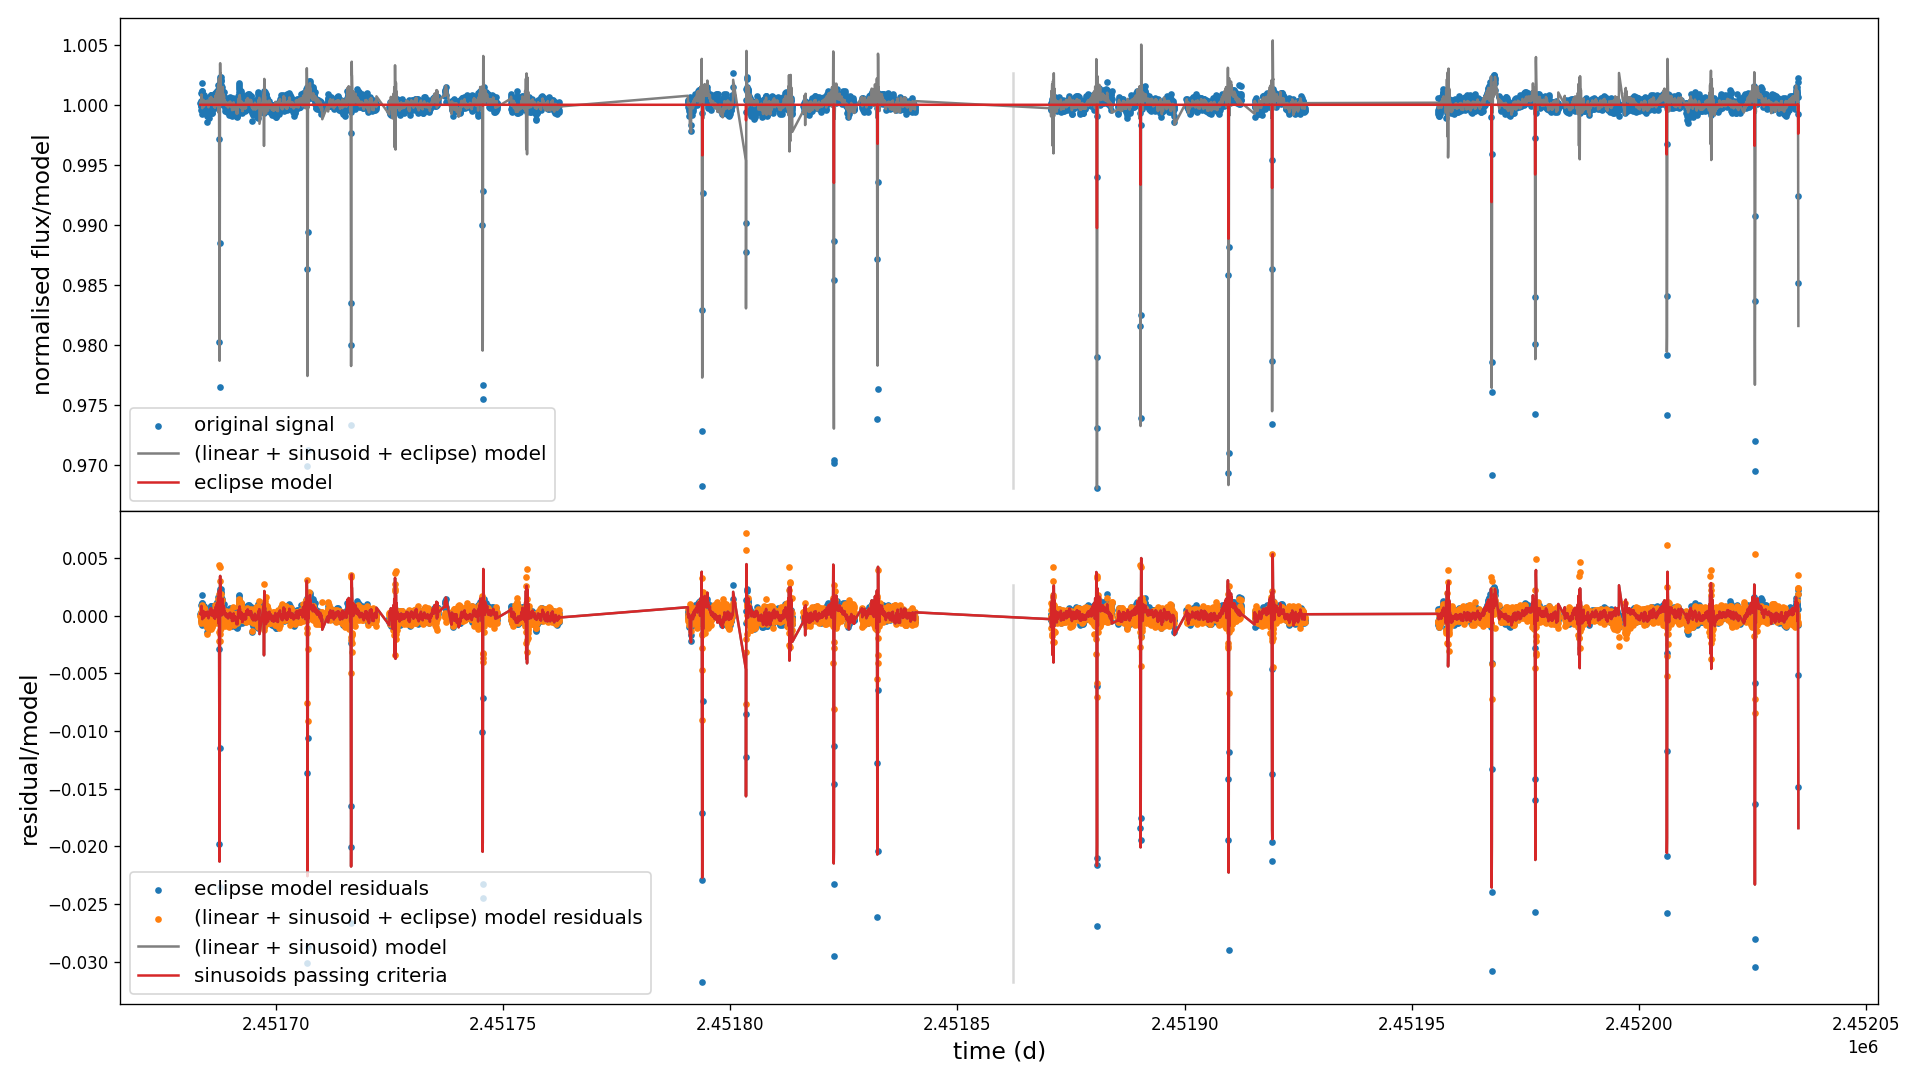 1.005
1.000
0.995
0.990
0.985
0.980
0.975
0.970
normalised flux/model
original signal
(linear + sinusoid + eclipse) model
eclipse model
0.005
0.000
−0.005
−0.010
−0.015
−0.020
−0.025
−0.030
residual/model
eclipse model residuals
(linear + sinusoid + eclipse) model residuals
(linear + sinusoid) model
sinusoids passing criteria
2.45170
2.45175
2.45180
2.45185
2.45190
2.45195
2.45200
2.45205
1e6
time (d)